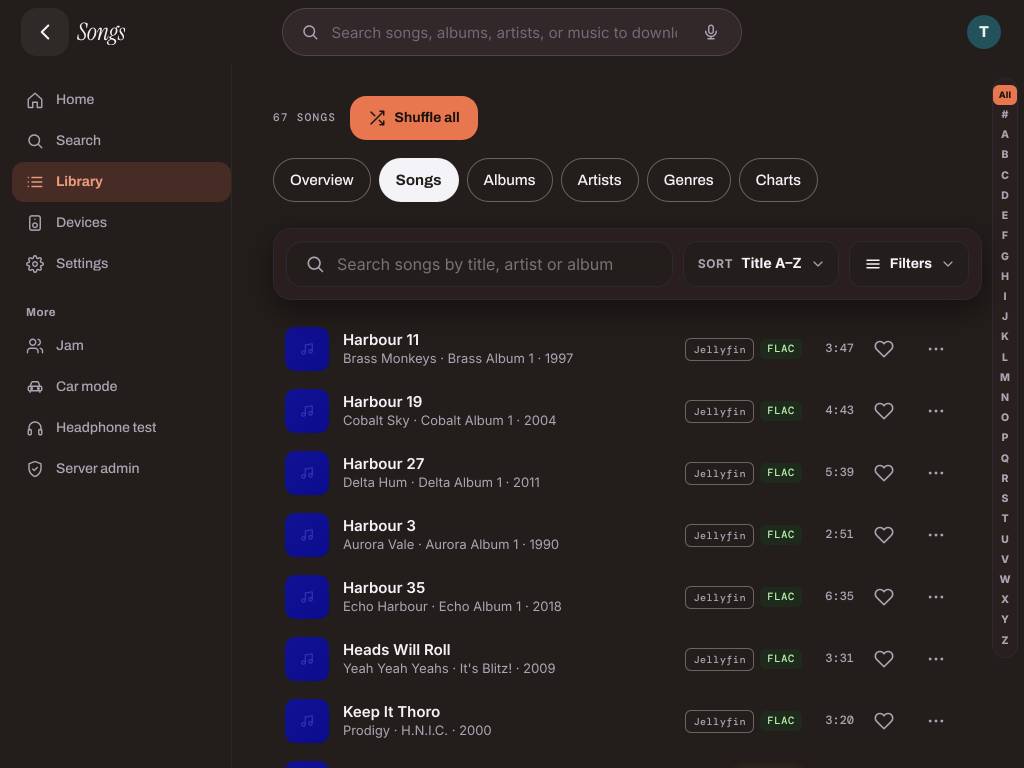 Songs
Search songs, albums, artists, or music to downl
T
Home
Search
Library
Devices
Settings
More
Jam
Car mode
Headphone test
Server admin
67 SONGS
Shuffle all
Overview
Songs
Albums
Artists
Genres
Charts
Search songs by title, artist or album
SORT Title A–Z
Filters
Harbour 11
Brass Monkeys · Brass Album 1 · 1997
Jellyfin FLAC 3:47
Harbour 19
Cobalt Sky · Cobalt Album 1 · 2004
Jellyfin FLAC 4:43
Harbour 27
Delta Hum · Delta Album 1 · 2011
Jellyfin FLAC 5:39
Harbour 3
Aurora Vale · Aurora Album 1 · 1990
Jellyfin FLAC 2:51
Harbour 35
Echo Harbour · Echo Album 1 · 2018
Jellyfin FLAC 6:35
Heads Will Roll
Yeah Yeah Yeahs · It's Blitz! · 2009
Jellyfin FLAC 3:31
Keep It Thoro
Prodigy · H.N.I.C. · 2000
Jellyfin FLAC 3:20
All
#
A
B
C
D
E
F
G
H
I
J
K
L
M
N
O
P
Q
R
S
T
U
V
W
X
Y
Z